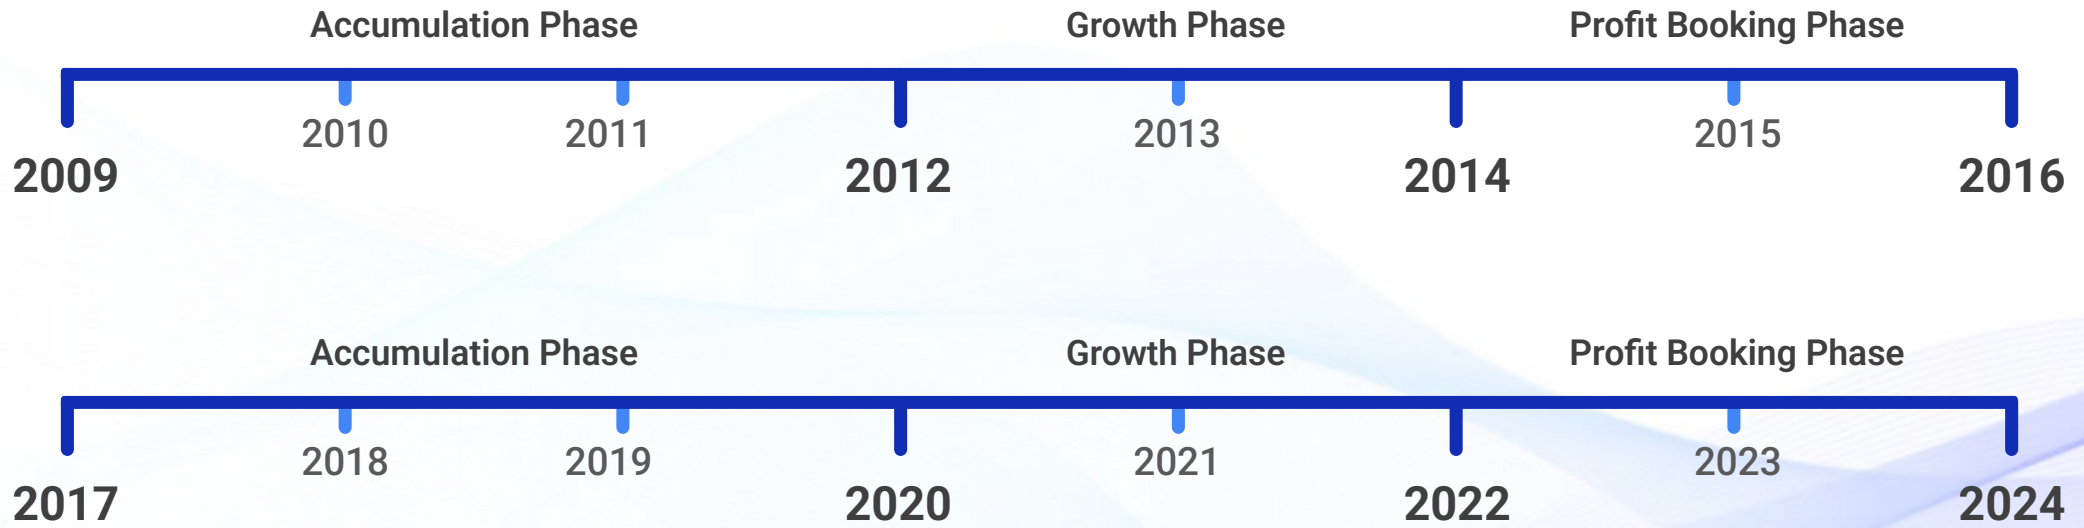 Accumulation Phase Growth Phase Profit Booking Phase
2010 2011 2013 2015
2009 2012 2014 2016
Accumulation Phase Growth Phase Profit Booking Phase
2018 2019 2021 2023
2017 2020 2022 2024